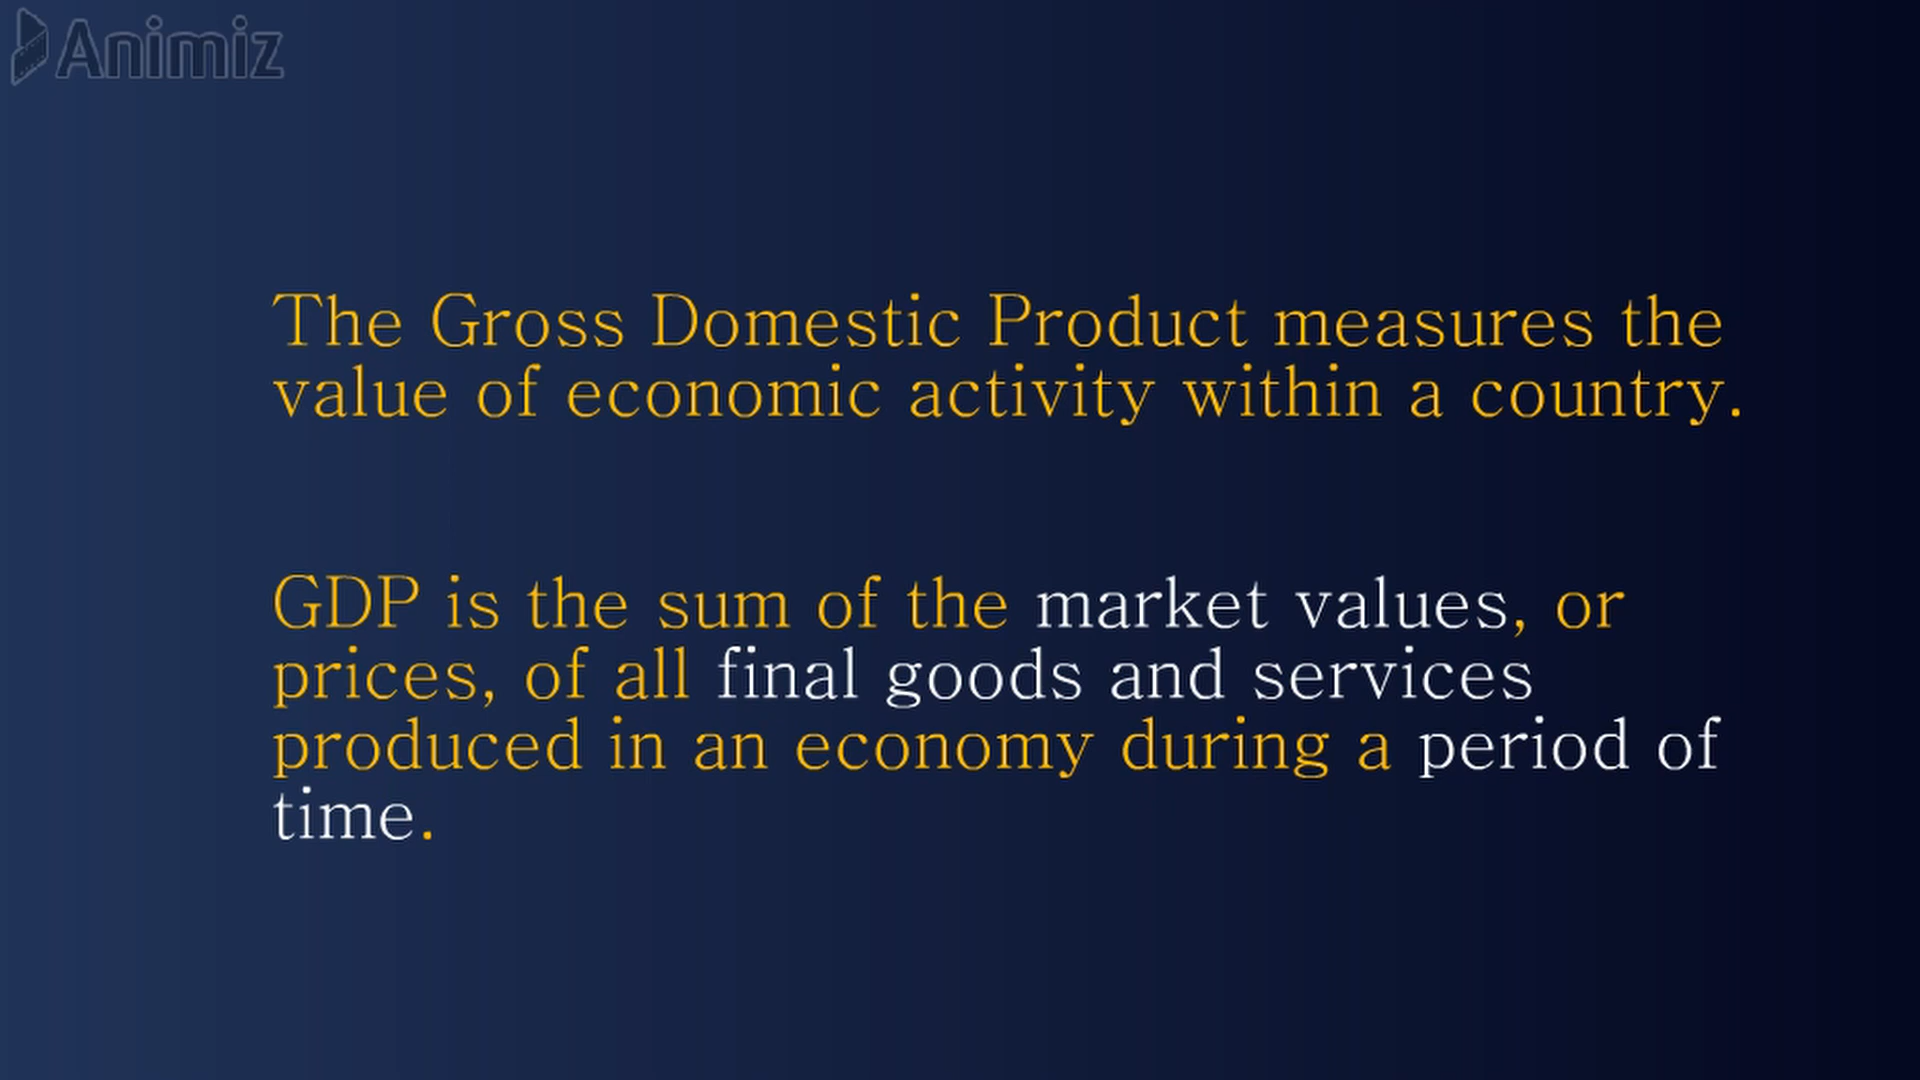 Animiz
The Gross Domestic Product measures the
value of economic activity within a country.
GDP is the sum of the market values, or
prices, of all final goods and services
produced in an economy during a period of
time.